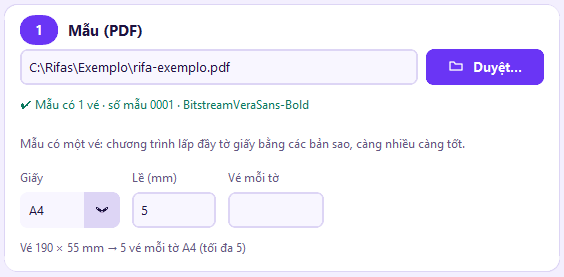 1 Mẫu (PDF)
C:\Rifas\Exemplo\rifa-exemplo.pdf Duyệt...
✔ Mẫu có 1 vé · số mẫu 0001 · BitstreamVeraSans-Bold
Mẫu có một vé: chương trình lấp đầy tờ giấy bằng các bản sao, càng nhiều càng tốt.
Giấy Lề (mm) Vé mỗi tờ
A4 5
Vé 190 × 55 mm → 5 vé mỗi tờ A4 (tối đa 5)